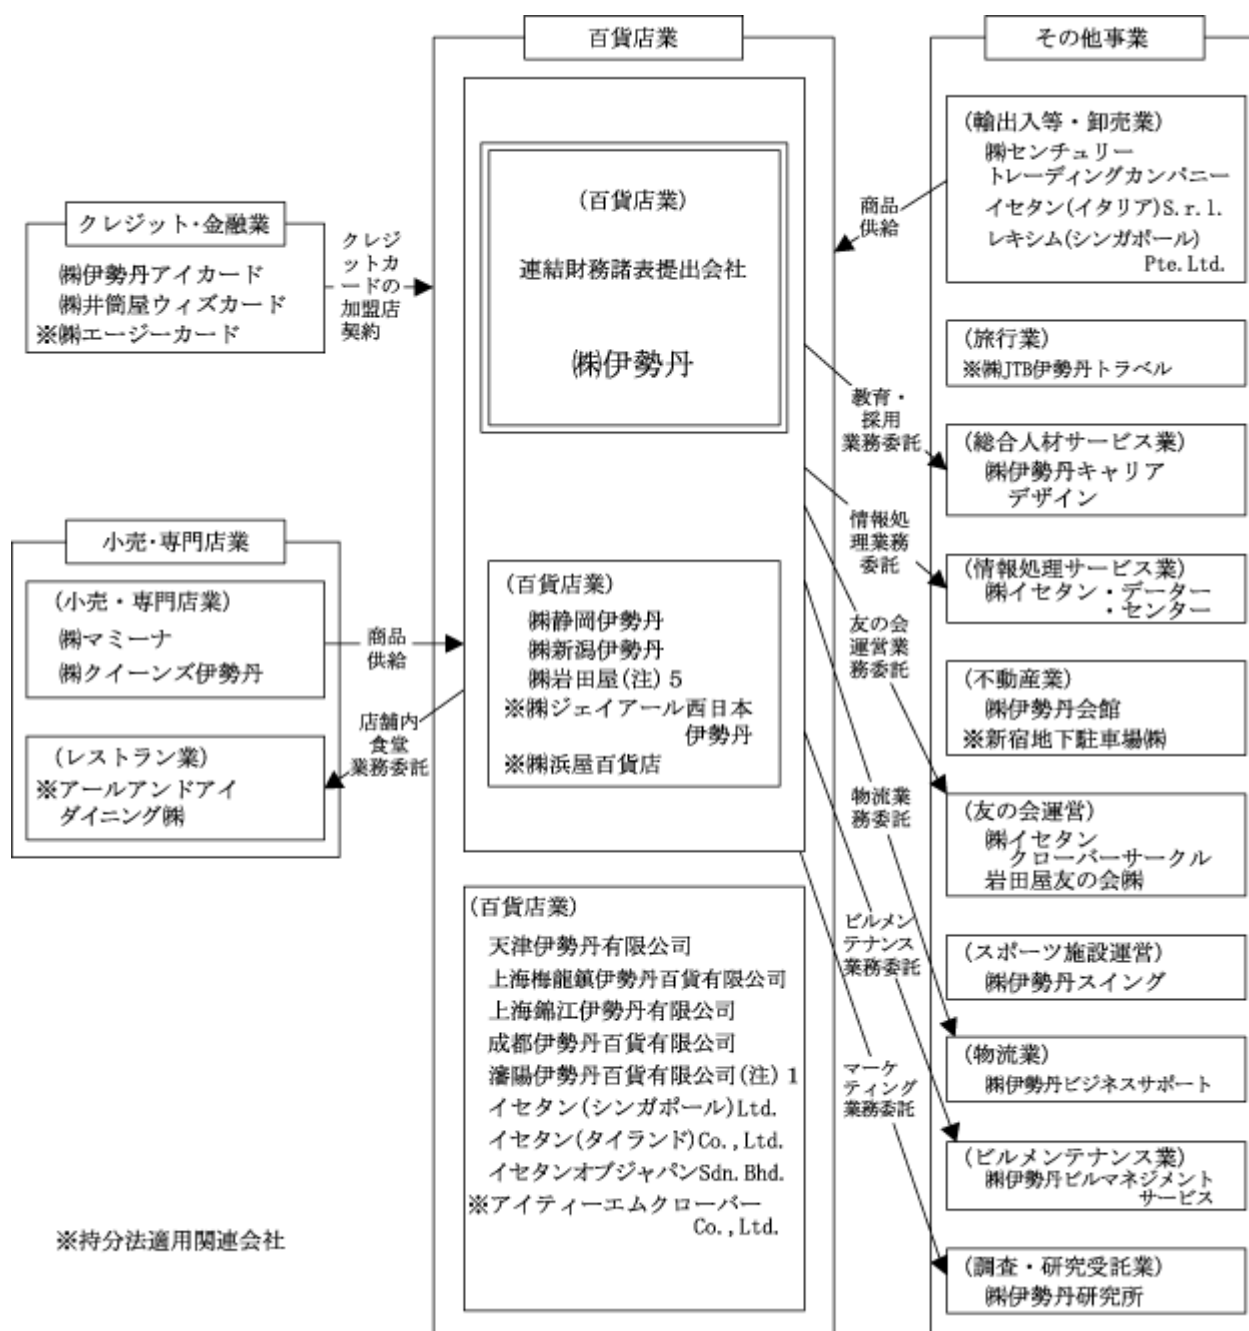 百貨店業
その他事業
クレジット・金融業
㈱伊勢丹アイカード
㈱井筒屋ウィズカード
※㈱エージーカード
クレジ
ットカ
ードの
加盟店
契約
小売・専門店業
(小売・専門店業)
㈱マミーナ
㈱クイーンズ伊勢丹
商品
供給
(レストラン業)
※アールアンドアイ
ダイニング㈱
店舗内
食堂
業務委託
※持分法適用関連会社
(百貨店業)
連結財務諸表提出会社
㈱伊勢丹
(百貨店業)
㈱静岡伊勢丹
㈱新潟伊勢丹
㈱岩田屋(注)5
※㈱ジェイアール西日本
伊勢丹
※㈱浜屋百貨店
(百貨店業)
天津伊勢丹有限公司
上海梅龍鎮伊勢丹百貨有限公司
上海錦江伊勢丹有限公司
成都伊勢丹百貨有限公司
瀋陽伊勢丹百貨有限公司(注)1
イセタン(シンガポール)Ltd.
イセタン(タイランド)Co.,Ltd.
イセタンオブジャパンSdn.Bhd.
※アイティーエムクローバー
Co.,Ltd.
商品
供給
教育・
採用
業務委託
情報処
理業務
委託
友の会
運営業
務委託
物流業
務委託
ビルメン
テナンス
業務委託
マーケ
ティング
業務委託
(輸出入等・卸売業)
㈱センチュリー
トレーディングカンパニー
イセタン(イタリア)S.r.l.
レキシム(シンガポール)
Pte.Ltd.
(旅行業)
※㈱JTB伊勢丹トラベル
(総合人材サービス業)
㈱伊勢丹キャリア
デザイン
(情報処理サービス業)
㈱イセタン・データー
・センター
(不動産業)
㈱伊勢丹会館
※新宿地下駐車場㈱
(友の会運営)
㈱イセタン
クローバーサークル
岩田屋友の会㈱
(スポーツ施設運営)
㈱伊勢丹スイング
(物流業)
㈱伊勢丹ビジネスサポート
(ビルメンテナンス業)
㈱伊勢丹ビルマネジメント
サービス
(調査・研究受託業)
㈱伊勢丹研究所